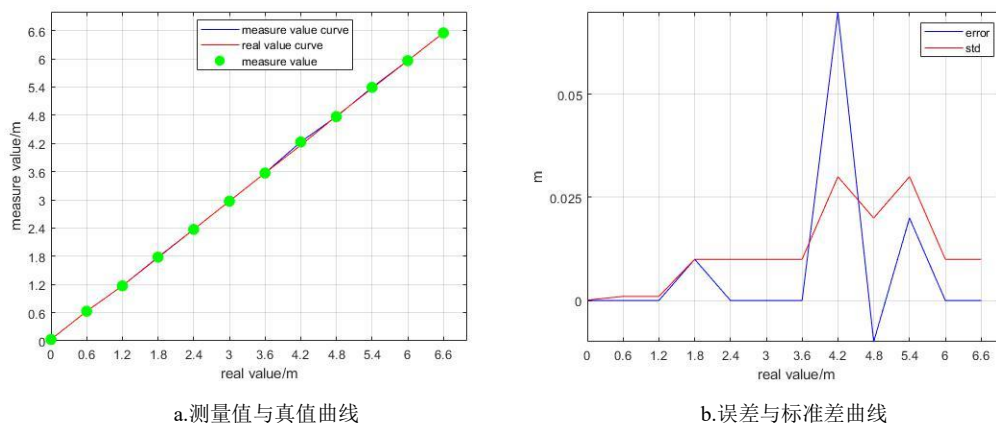 measure value/m
6.6
6
5.4
4.8
4.2
3.6
3
2.4
1.8
1.2
0.6
0
measure value curve
real value curve
measure value
0 0.6 1.2 1.8 2.4 3 3.6 4.2 4.8 5.4 6 6.6
real value/m
a.测量值与真值曲线
m
0.05
0.025
0
error
std
0 0.6 1.2 1.8 2.4 3 3.6 4.2 4.8 5.4 6 6.6
real value/m
b.误差与标准差曲线